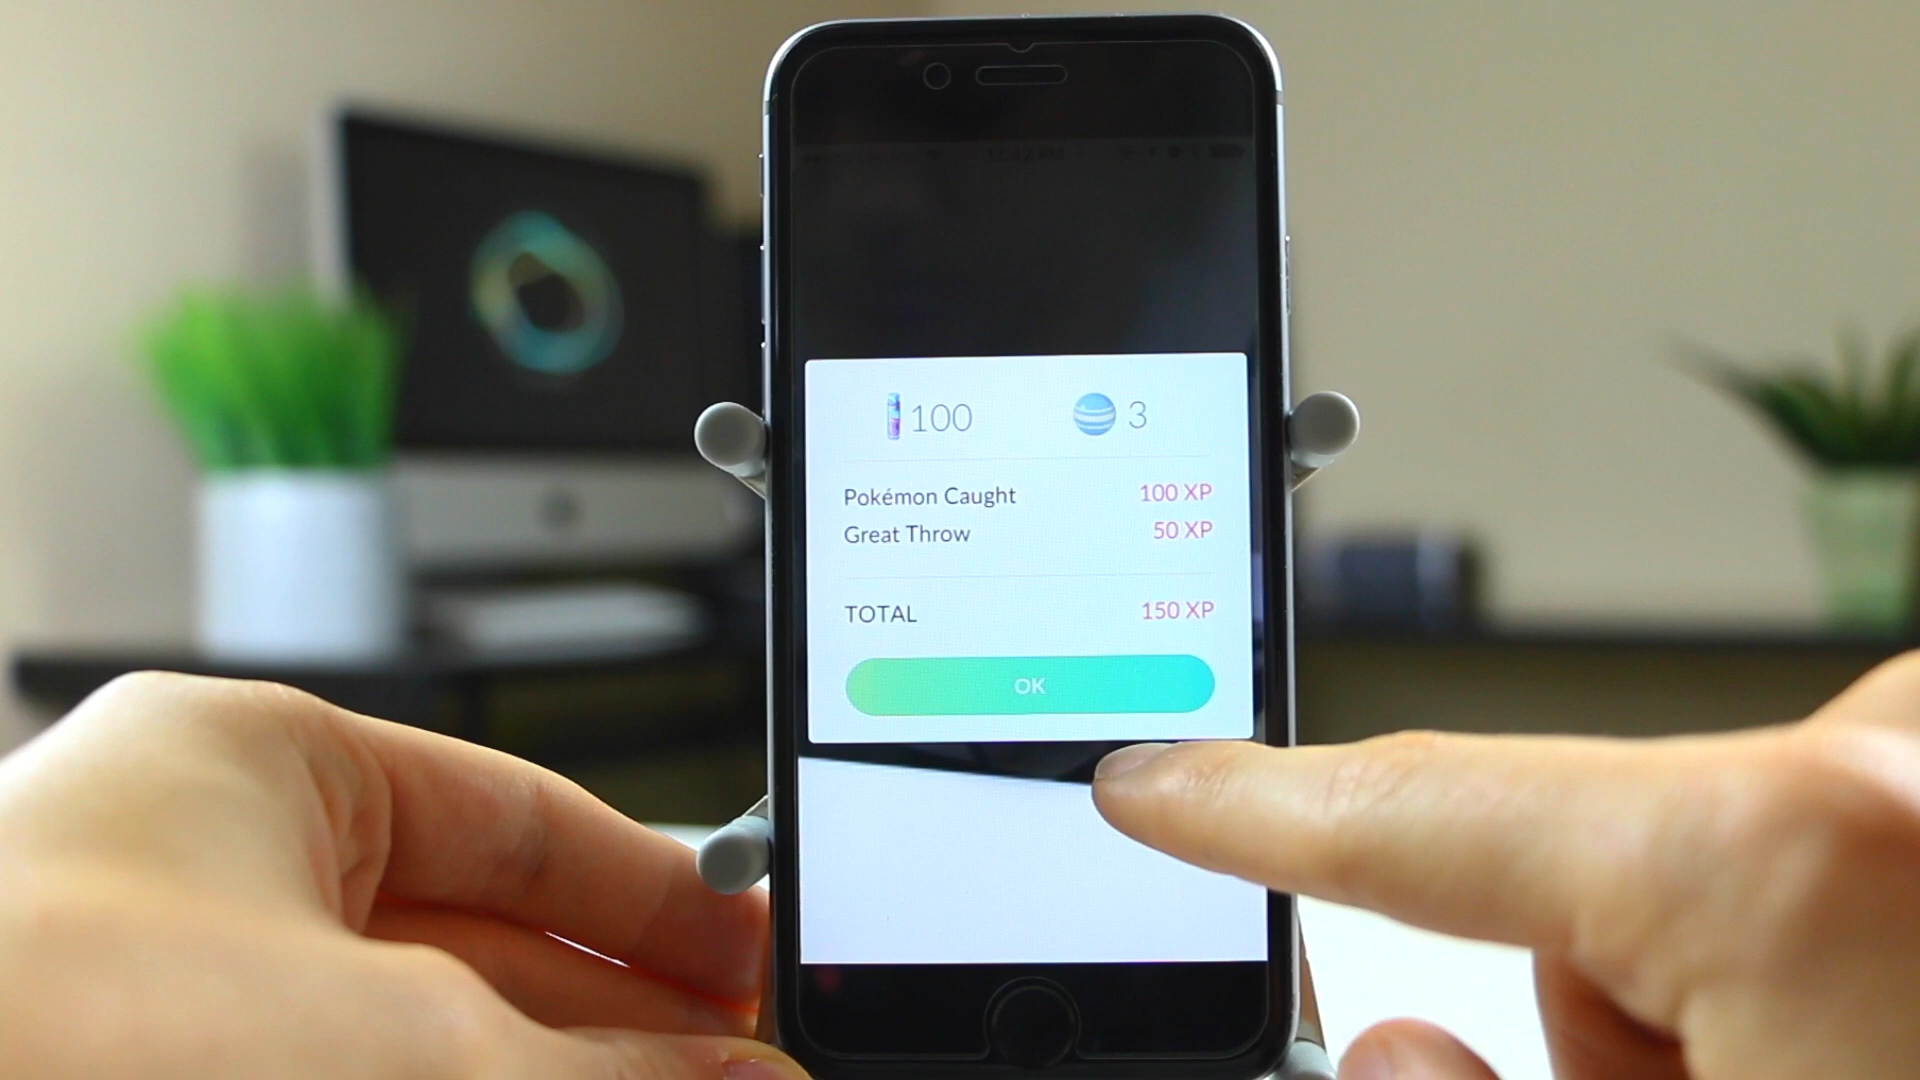 100 3
Pokémon Caught 100 XP
Great Throw 50 XP
TOTAL 150 XP
OK